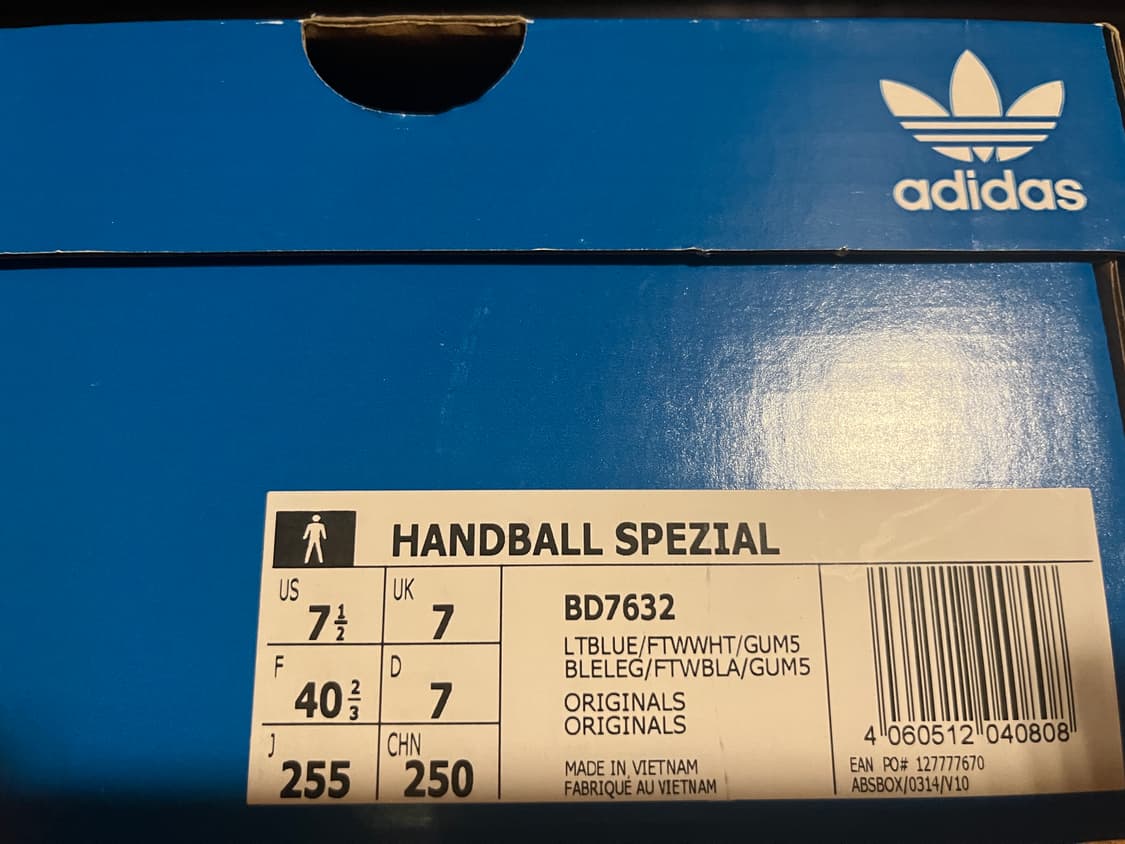 adidas
HANDBALL SPEZIAL
US
7½
UK
7
F
40⅔
D
7
J
255
CHN
250
BD7632
LTBLUE/FTWWHT/GUM5
BLELEG/FTWBLA/GUM5
ORIGINALS
ORIGINALS
MADE IN VIETNAM
FABRIQUÉ AU VIETNAM
4 060512 040808
EAN PO# 127777670
ABSBOX/0314/V10